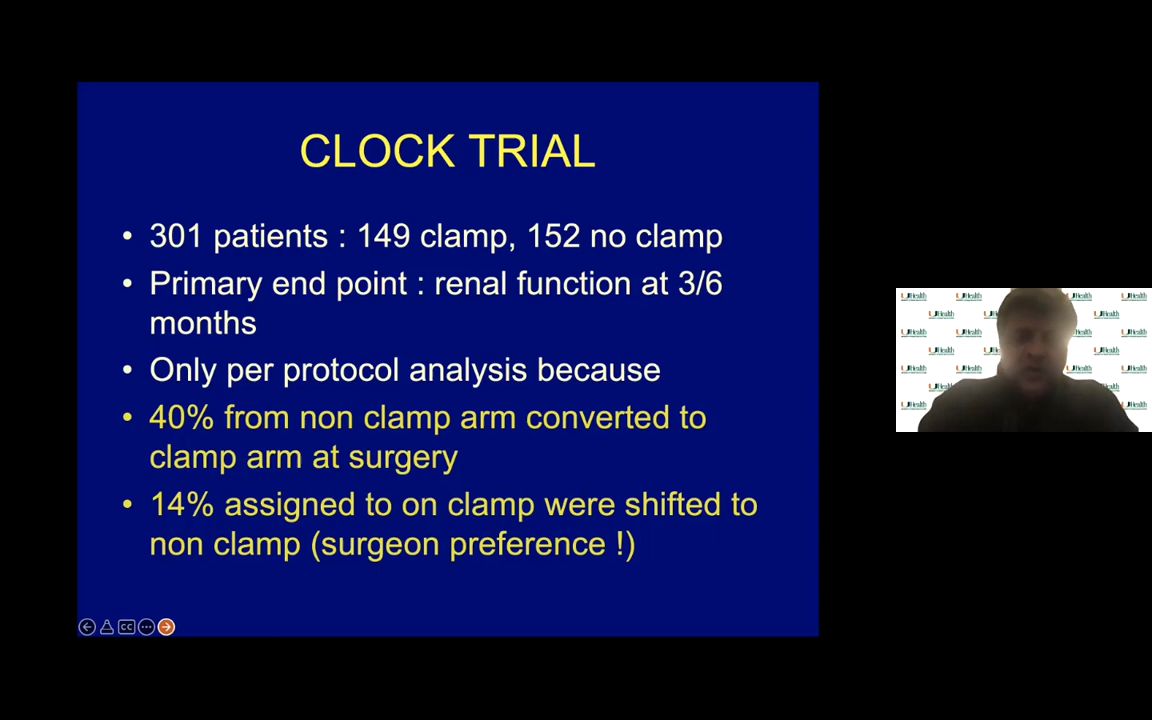 CLOCK TRIAL
• 301 patients : 149 clamp, 152 no clamp
• Primary end point : renal function at 3/6
months
• Only per protocol analysis because
• 40% from non clamp arm converted to
clamp arm at surgery
• 14% assigned to on clamp were shifted to
non clamp (surgeon preference !)
CC
UHealth